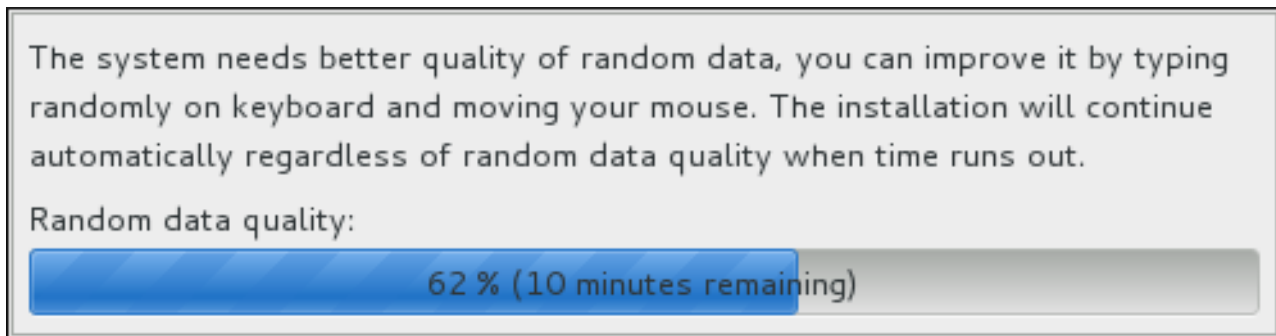 The system needs better quality of random data, you can improve it by typing
randomly on keyboard and moving your mouse. The installation will continue
automatically regardless of random data quality when time runs out.
Random data quality:
62 % (10 minutes remaining)